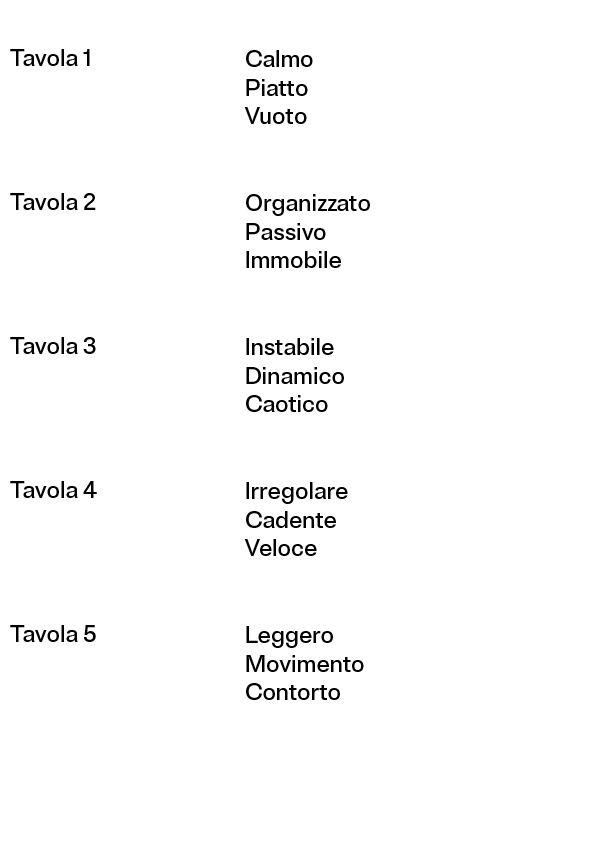 Tavola 1
Calmo
Piatto
Vuoto
Tavola 2
Organizzato
Passivo
Immobile
Tavola 3
Instabile
Dinamico
Caotico
Tavola 4
Irregolare
Cadente
Veloce
Tavola 5
Leggero
Movimento
Contorto